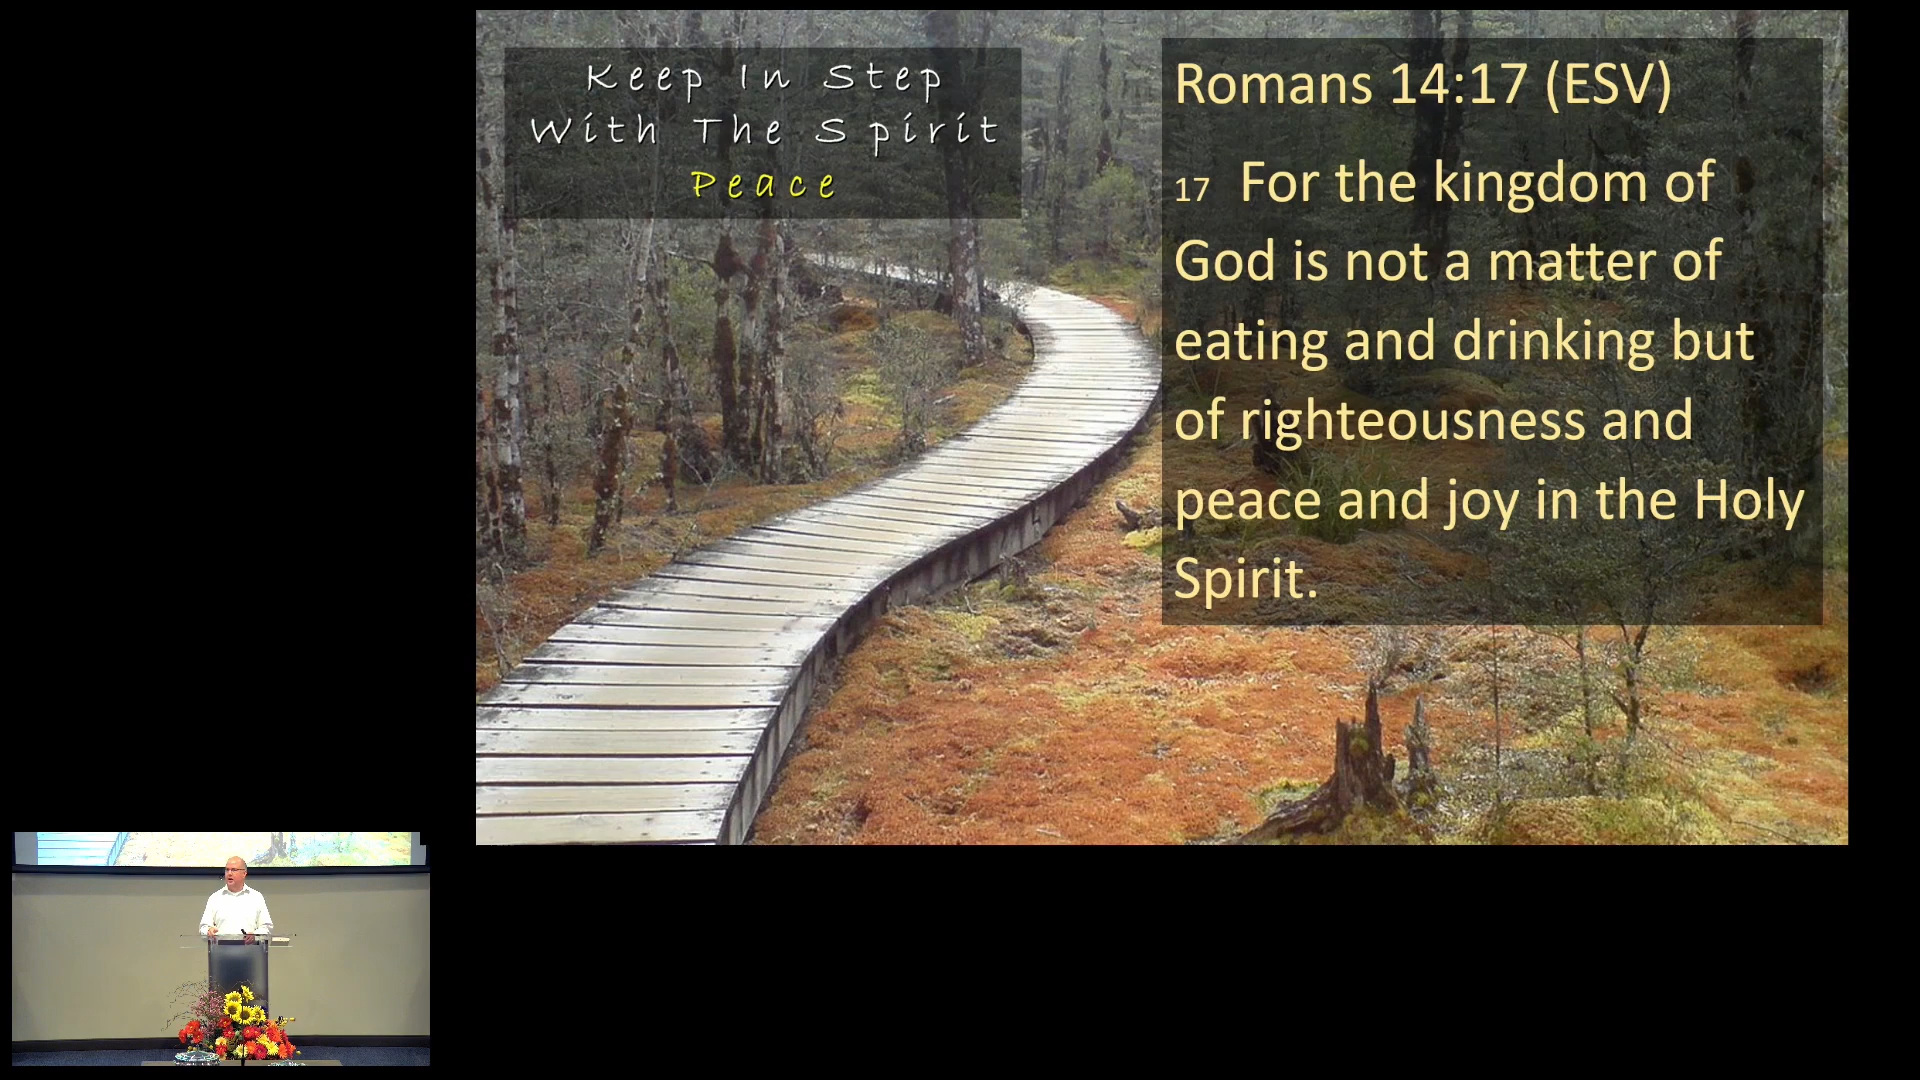 Keep In Step
With The Spirit
Peace
Romans 14:17 (ESV)
17 For the kingdom of
God is not a matter of
eating and drinking but
of righteousness and
peace and joy in the Holy
Spirit.